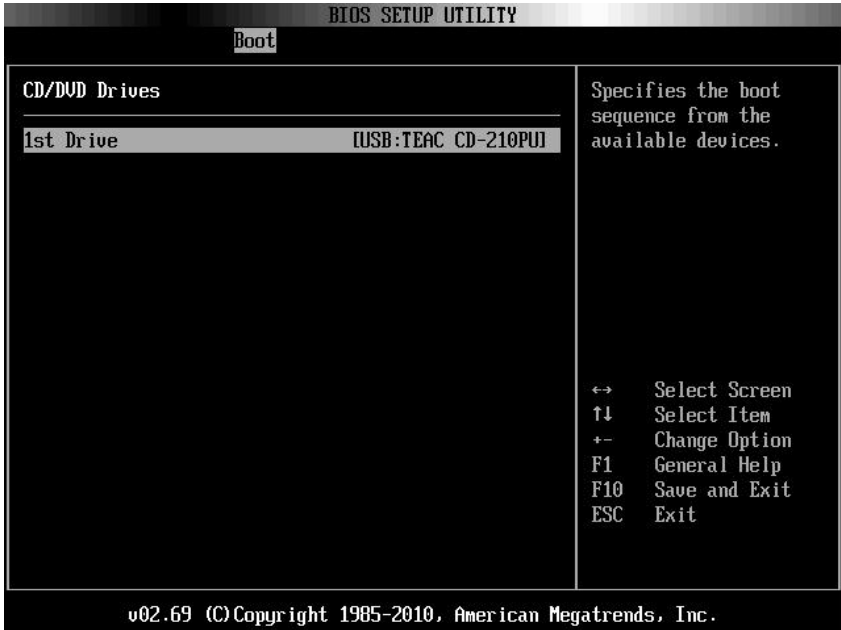 BIOS SETUP UTILITY
Boot
CD/DVD Drives
1st Drive [USB:TEAC CD-210PU]
Specifies the boot
sequence from the
available devices.
↔ Select Screen
↑↓ Select Item
+- Change Option
F1 General Help
F10 Save and Exit
ESC Exit
v02.69 (C)Copyright 1985-2010, American Megatrends, Inc.